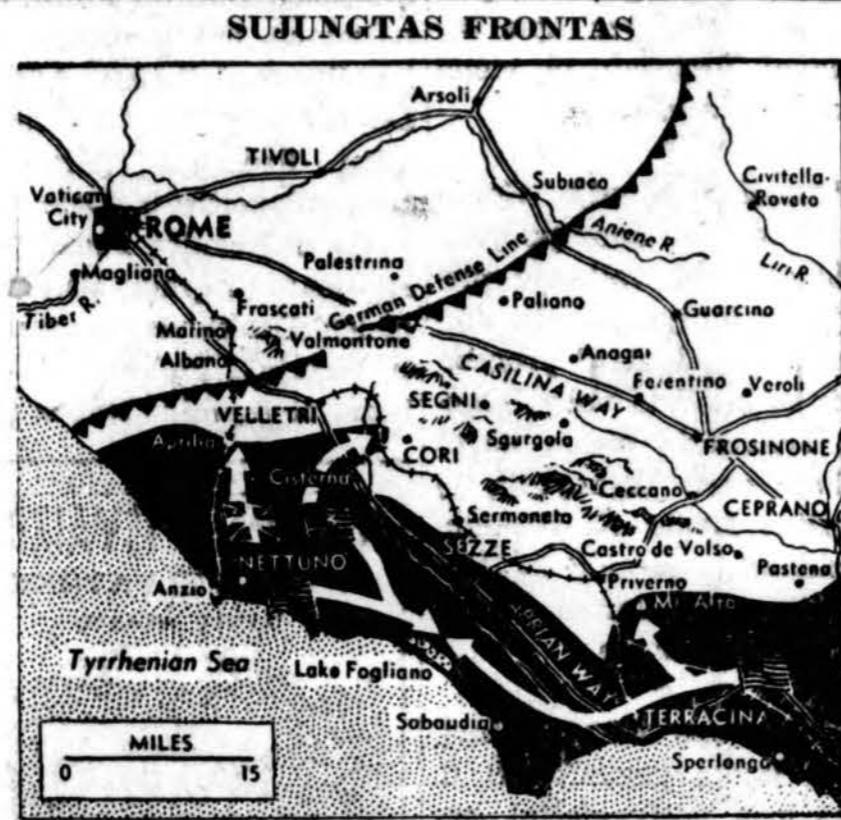 SUJUNGTAS FRONTAS
Arsoli
TIVOLI
Vatican
City
ROME
Subiaco
Civitella-
Roveto
Aniene R.
Liri R.
Palestrina
Magliana
German Defense Line
Tiber R.
Frascati
Paliano
Guarcino
Marino
Valmontone
Albano
Anagni
CASILINA WAY
Ferentino
Veroli
VELLETRI
SEGNI
Sgurgola
Aprilia
CORI
FROSINONE
Cisterna
Ceccano
CEPRANO
Sermoneta
NETTUNO
SEZZE
Castro de Volso
Anzio
Priverno
Pastena
Mt. Alto
Tyrrhenian Sea
Lake Fogliano
APPIAN WAY
Sabaudia
TERRACINA
MILES
0 15
Sperlonga